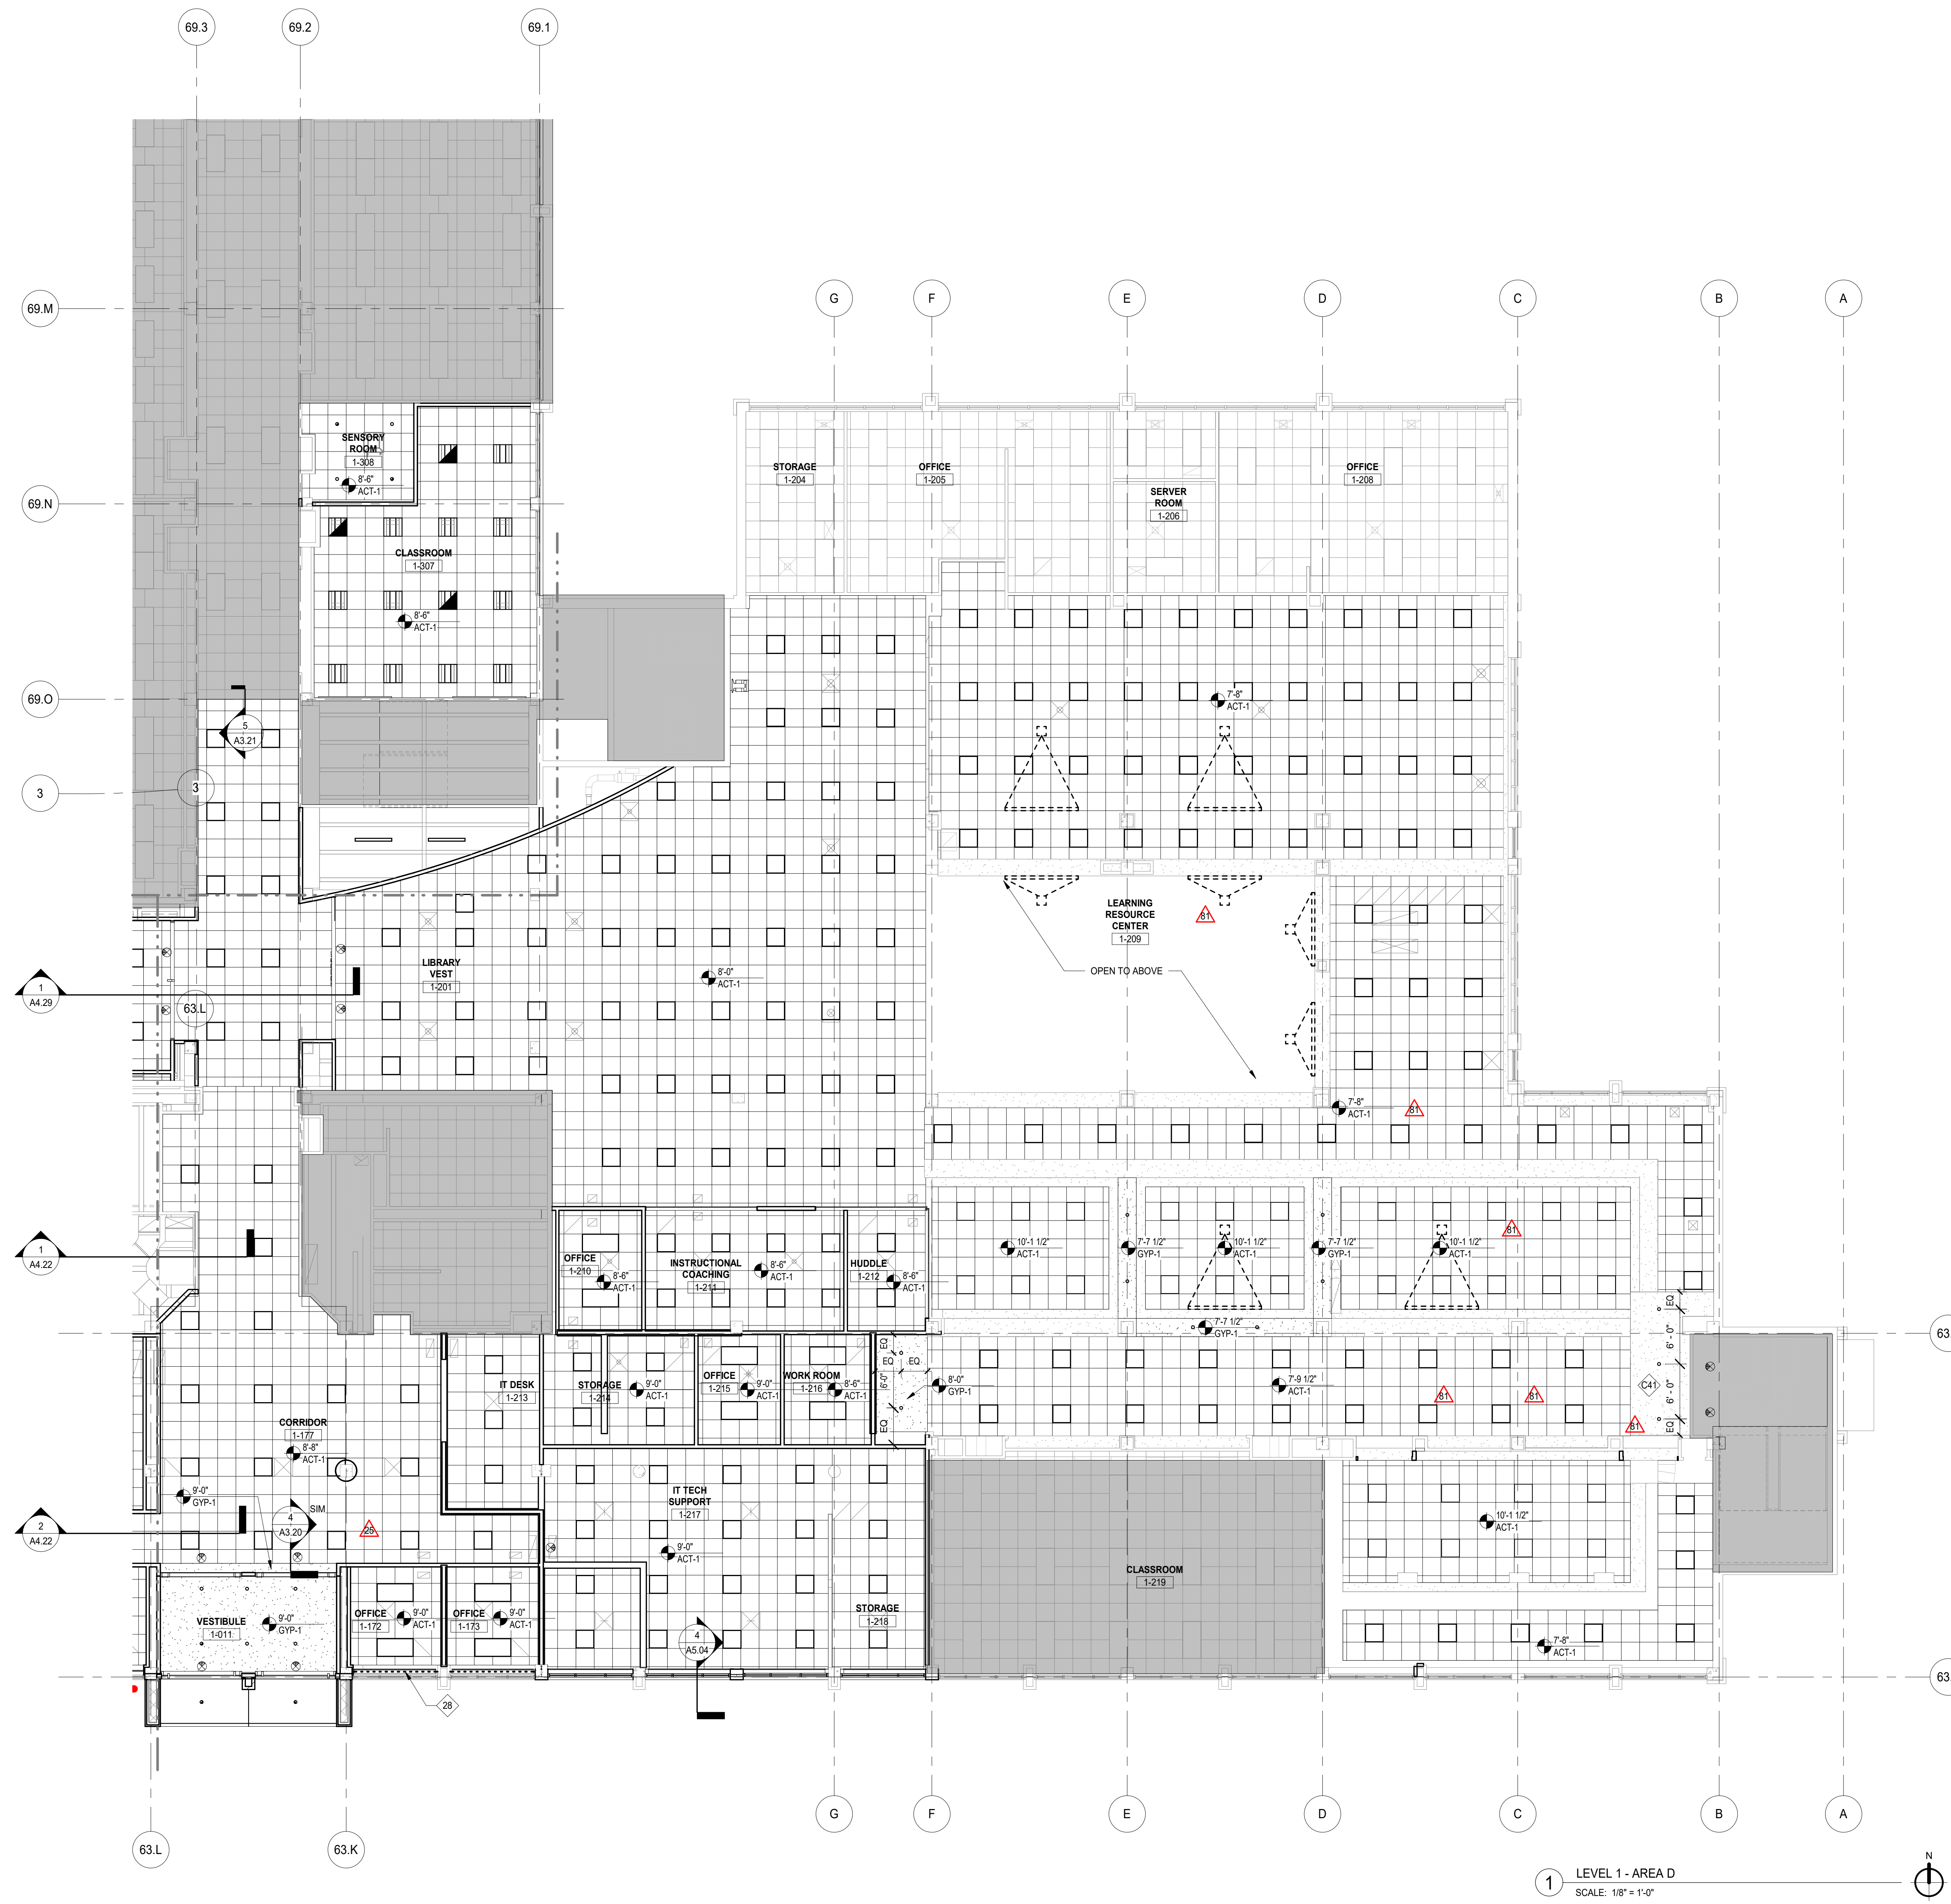 69.3
69.2
69.1
69.M
G
F
E
D
C
B
A
SENSORY
ROOM
1-308
8'-6"
ACT-1
STORAGE
1-204
OFFICE
1-205
SERVER
ROOM
1-206
OFFICE
1-208
69.N
CLASSROOM
1-307
8'-6"
ACT-1
69.O
5
A3.21
7'-8"
ACT-1
3
3
LEARNING
RESOURCE
CENTER
1-209
81
OPEN TO ABOVE
LIBRARY
VEST
1-201
8'-0"
ACT-1
1
A4.29
63.L
7'-8"
ACT-1
81
1
A4.22
OFFICE
1-210
8'-6"
ACT-1
INSTRUCTIONAL
COACHING
1-211
8'-6"
ACT-1
HUDDLE
1-212
8'-6"
ACT-1
10'-1 1/2"
ACT-1
7'-7 1/2"
GYP-1
10'-1 1/2"
ACT-1
7'-7 1/2"
GYP-1
10'-1 1/2"
ACT-1
81
7'-7 1/2"
GYP-1
EQ
6'-0"
6'-0"
EQ
63.
IT DESK
1-213
STORAGE
1-214
9'-0"
ACT-1
OFFICE
1-215
9'-0"
ACT-1
WORK ROOM
1-216
8'-6"
ACT-1
EQ
EQ
EQ
6'-0"
EQ
8'-0"
GYP-1
7'-9 1/2"
ACT-1
81
81
81
C41
CORRIDOR
1-177
8'-8"
ACT-1
9'-0"
GYP-1
SIM
4
A3.20
25
2
A4.22
IT TECH
SUPPORT
1-217
9'-0"
ACT-1
10'-1 1/2"
ACT-1
CLASSROOM
1-219
VESTIBULE
1-011
9'-0"
GYP-1
OFFICE
1-172
9'-0"
ACT-1
OFFICE
1-173
9'-0"
ACT-1
STORAGE
1-218
4
A5.04
7'-8"
ACT-1
63.
28
G
F
E
D
C
B
A
63.L
63.K
N
1
LEVEL 1 - AREA D
SCALE: 1/8" = 1'-0"